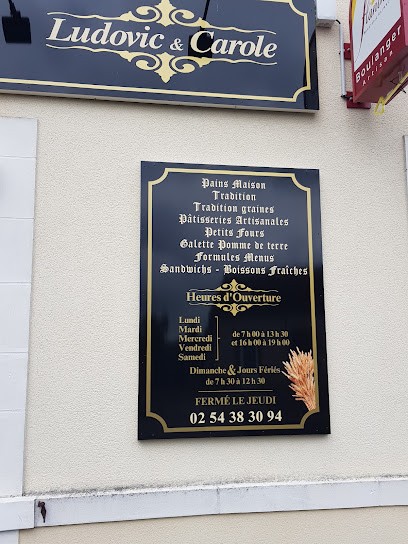 Ludovic & Carole
Boulanger
Artisan
Pains Maison
Tradition
Tradition graines
Pâtisseries Artisanales
Petits Fours
Galette Pomme de terre
Formules Menus
Sandwichs - Boissons Fraîches
Heures d'Ouverture
Lundi
Mardi
Mercredi
Vendredi
Samedi
de 7 h 00 à 13 h 30
et 16 h 00 à 19 h 00
Dimanche & Jours Fériés
de 7 h 30 à 12 h 30
FERMÉ LE JEUDI
02 54 38 30 94